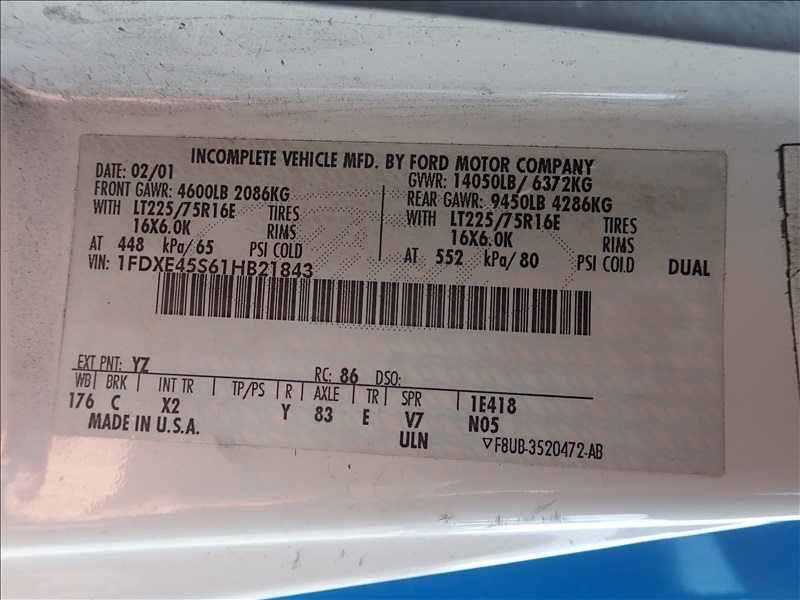 INCOMPLETE VEHICLE MFD. BY FORD MOTOR COMPANY
DATE: 02/01
FRONT GAWR: 4600LB 2086KG
WITH LT225/75R16E TIRES
16X6.0K RIMS
AT 448 kPa/65 PSI COLD
GVWR: 14050LB/ 6372KG
REAR GAWR: 9450LB 4286KG
WITH LT225/75R16E TIRES
16X6.0K RIMS
AT 552 kPa/80 PSI COLD DUAL
VIN: 1FDXE45S61HB21843
EXT PNT: YZ RC: 86 DSO:
WB BRK INT TR TP/PS R AXLE TR SPR 1E418
176 C X2 Y 83 E V7 N05
MADE IN U.S.A. ULN ▽F8UB-3520472-AB